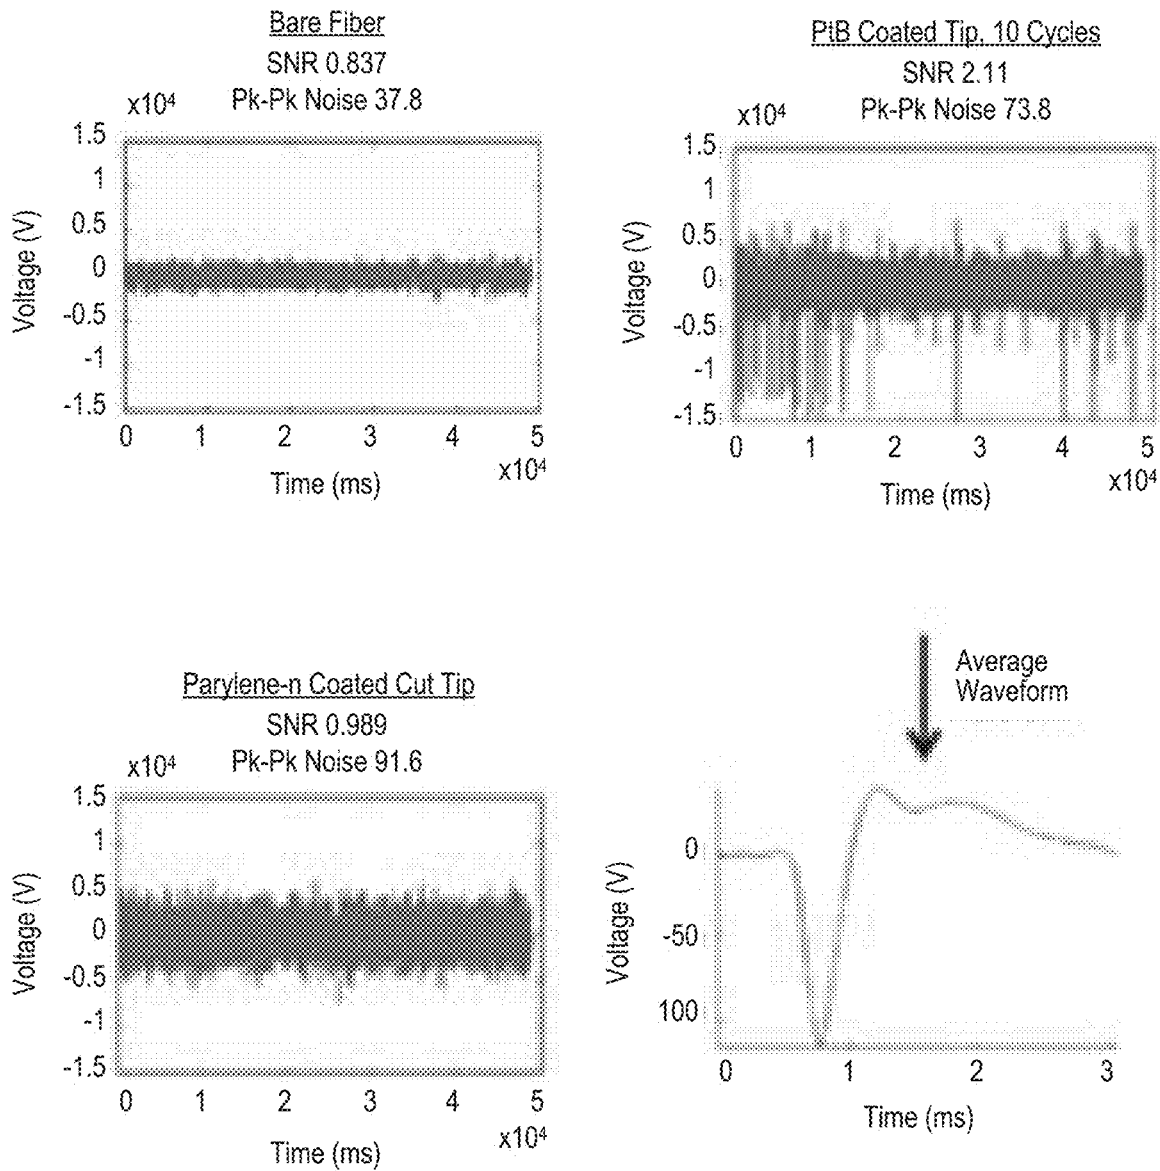 Bare Fiber
SNR 0.837
Pk-Pk Noise 37.8
x10⁴
1.5
1
0.5
0
-0.5
-1
-1.5
Voltage (V)
0 1 2 3 4 5
x10⁴
Time (ms)
PtB Coated Tip, 10 Cycles
SNR 2.11
Pk-Pk Noise 73.8
x10⁴
1.5
1
0.5
0
-0.5
-1
-1.5
Voltage (V)
0 1 2 3 4 5
x10⁴
Time (ms)
Parylene-n Coated Cut Tip
SNR 0.989
Pk-Pk Noise 91.6
x10⁴
1.5
1
0.5
0
-0.5
-1
-1.5
Voltage (V)
0 1 2 3 4 5
x10⁴
Time (ms)
Average
Waveform
0
-50
100
Voltage (V)
0 1 2 3
Time (ms)